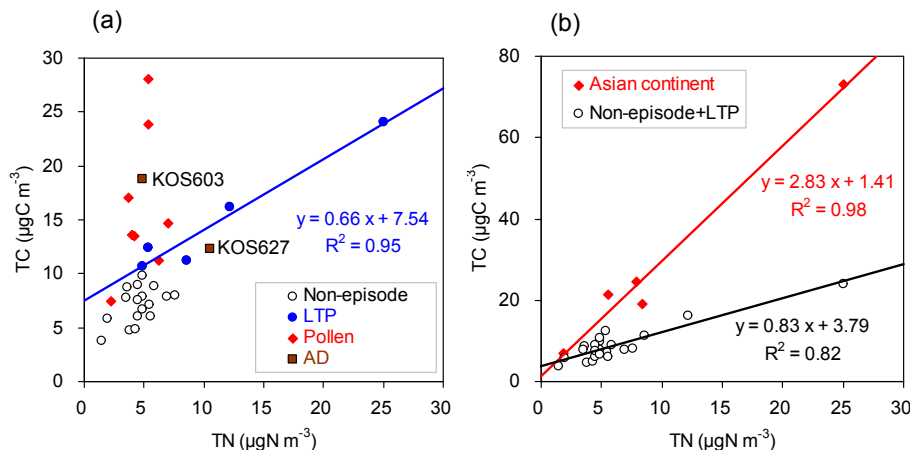 (a)
30
25
20
15
10
5
0
TC (µgC m⁻³)
KOS603
KOS627
y = 0.66 x + 7.54
R² = 0.95
Non-episode
LTP
Pollen
AD
0 5 10 15 20 25 30
TN (µgN m⁻³)
(b)
80
60
40
20
0
TC (µgC m⁻³)
Asian continent
Non-episode+LTP
y = 2.83 x + 1.41
R² = 0.98
y = 0.83 x + 3.79
R² = 0.82
0 5 10 15 20 25 30
TN (µgN m⁻³)